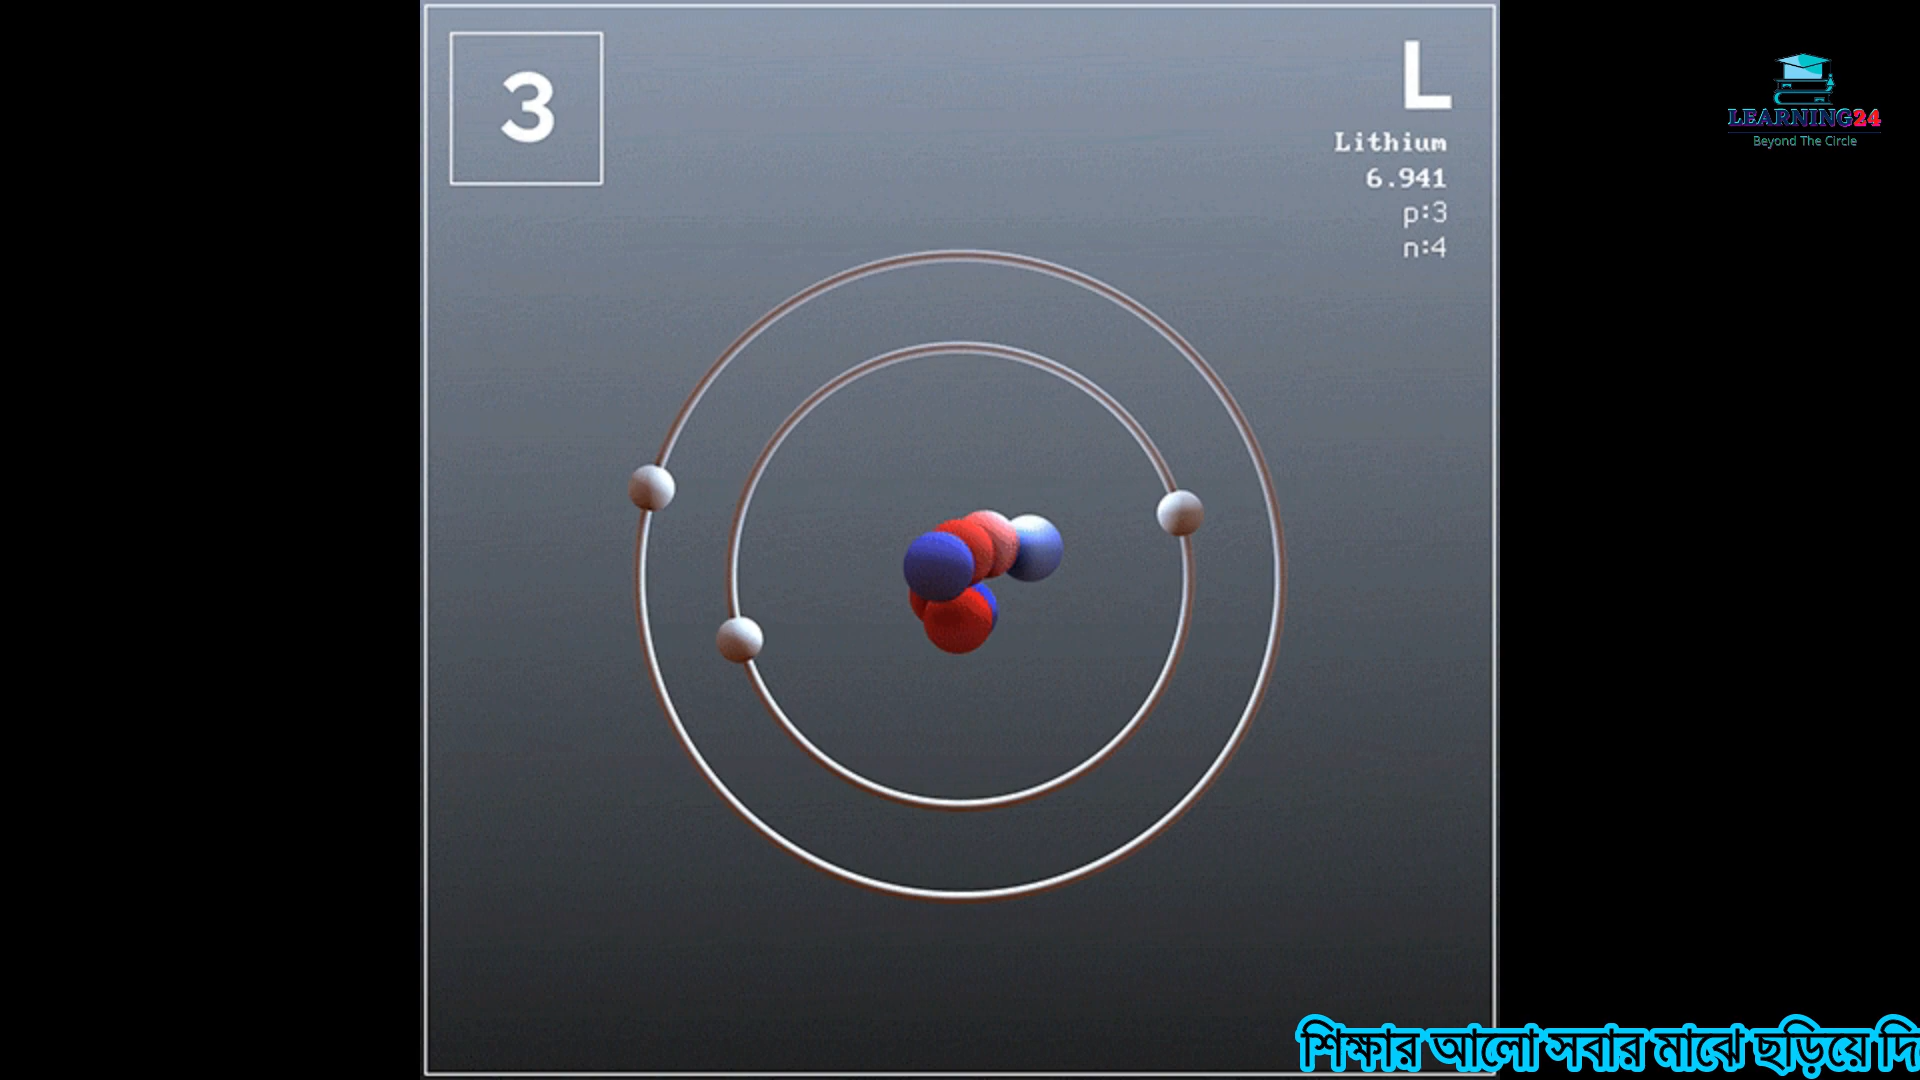 3
L
Lithium
6.941
p:3
n:4
LEARNING24
Beyond The Circle
শিক্ষার আলো সবার মাঝে ছড়িয়ে দি